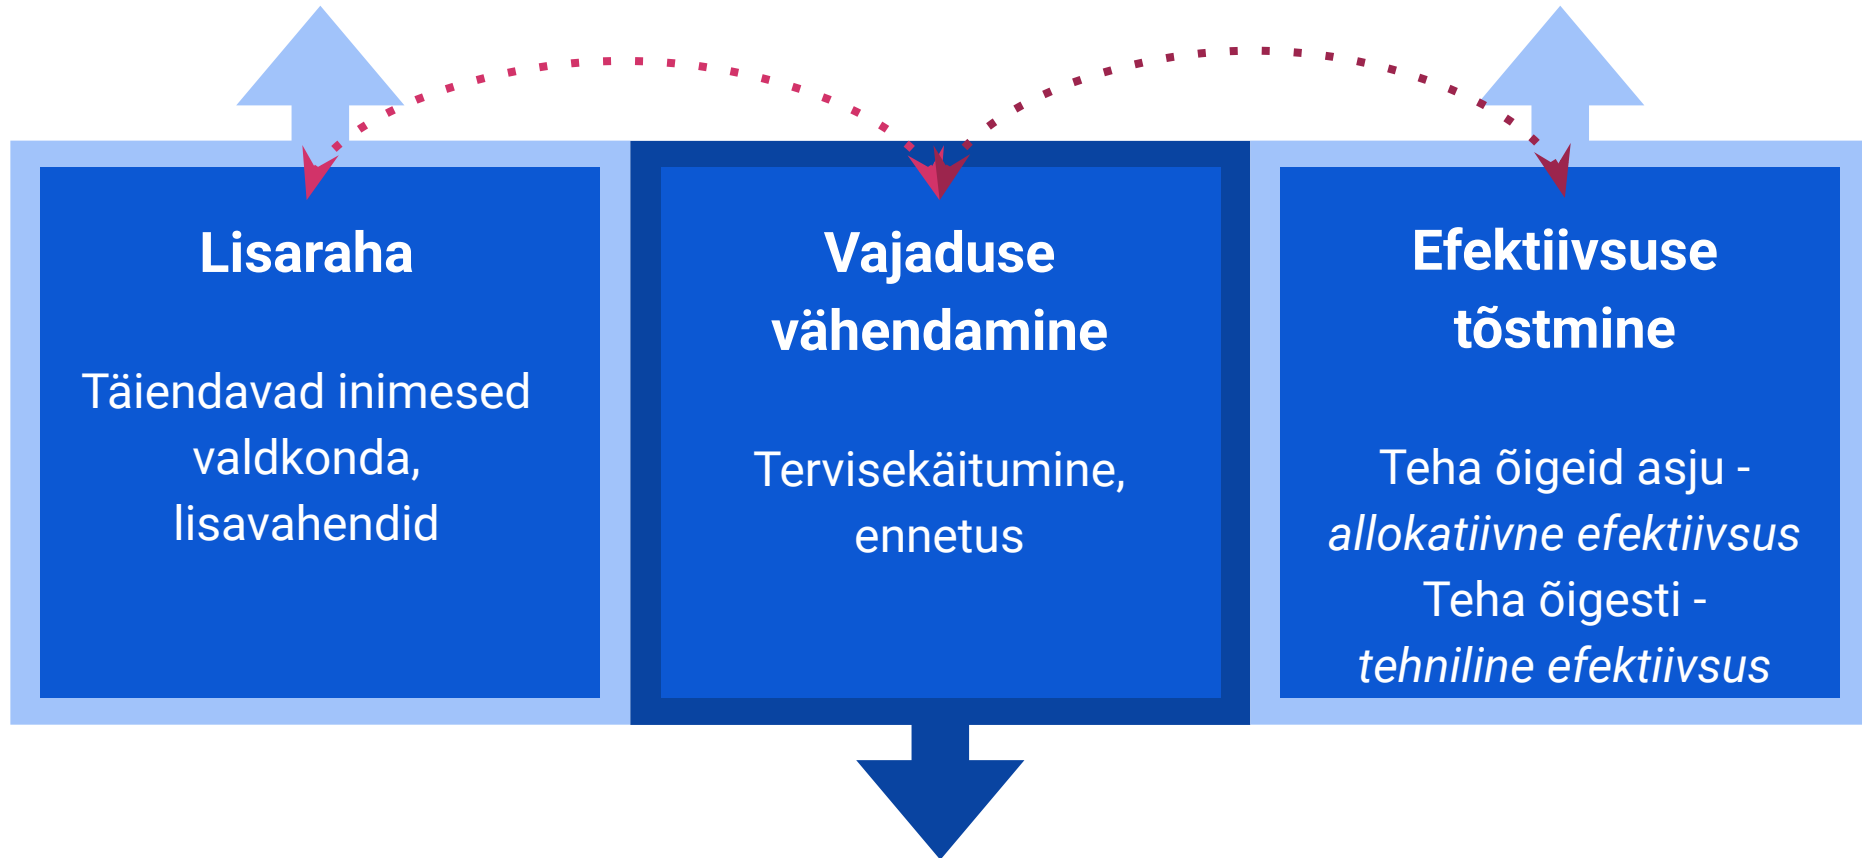 Lisaraha
Täiendavad inimesed
valdkonda,
lisavahendid
Vajaduse
vähendamine
Tervisekäitumine,
ennetus
Efektiivsuse
tõstmine
Teha õigeid asju -
allokatiivne efektiivsus
Teha õigesti -
tehniline efektiivsus